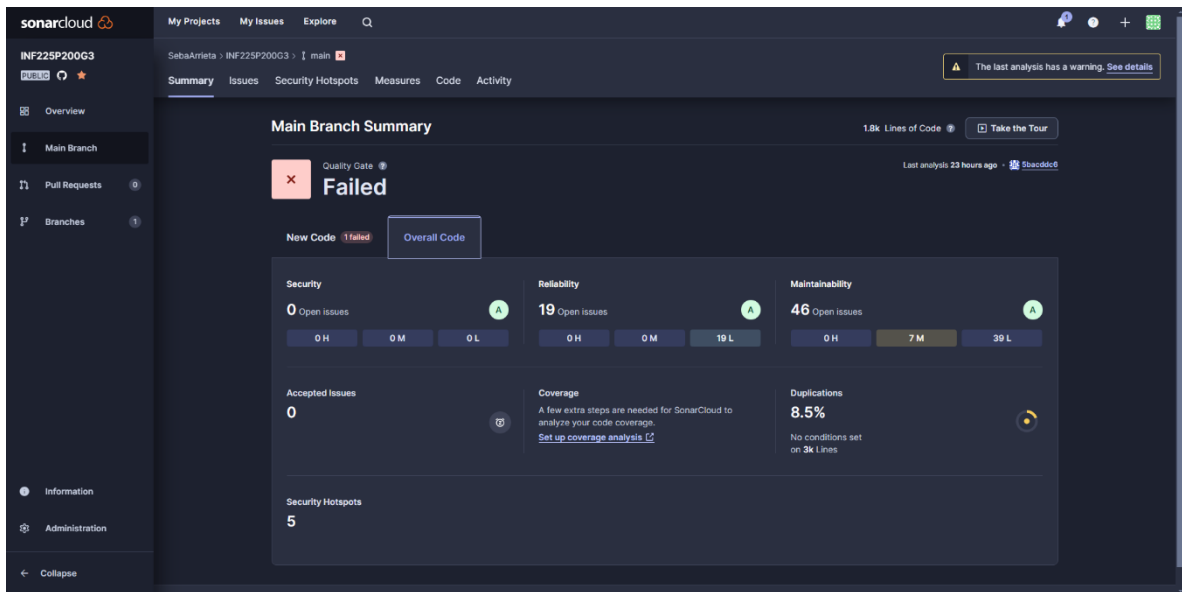 sonarcloud
My Projects My Issues Explore
INF225P200G3
PUBLIC
SebaArrieta > INF225P200G3 > main
Summary Issues Security Hotspots Measures Code Activity
The last analysis has a warning. See details
Overview
Main Branch
Pull Requests 0
Branches 1
Information
Administration
Collapse
Main Branch Summary
1.8k Lines of Code
Take the Tour
Quality Gate
Failed
Last analysis 23 hours ago • 5bacddc6
New Code 1 failed
Overall Code
Security
0 Open issues A
0 H 0 M 0 L
Reliability
19 Open issues A
0 H 0 M 19 L
Maintainability
46 Open issues A
0 H 7 M 39 L
Accepted Issues
0
Coverage
A few extra steps are needed for SonarCloud to
analyze your code coverage.
Set up coverage analysis
Duplications
8.5%
No conditions set
on 3k Lines
Security Hotspots
5